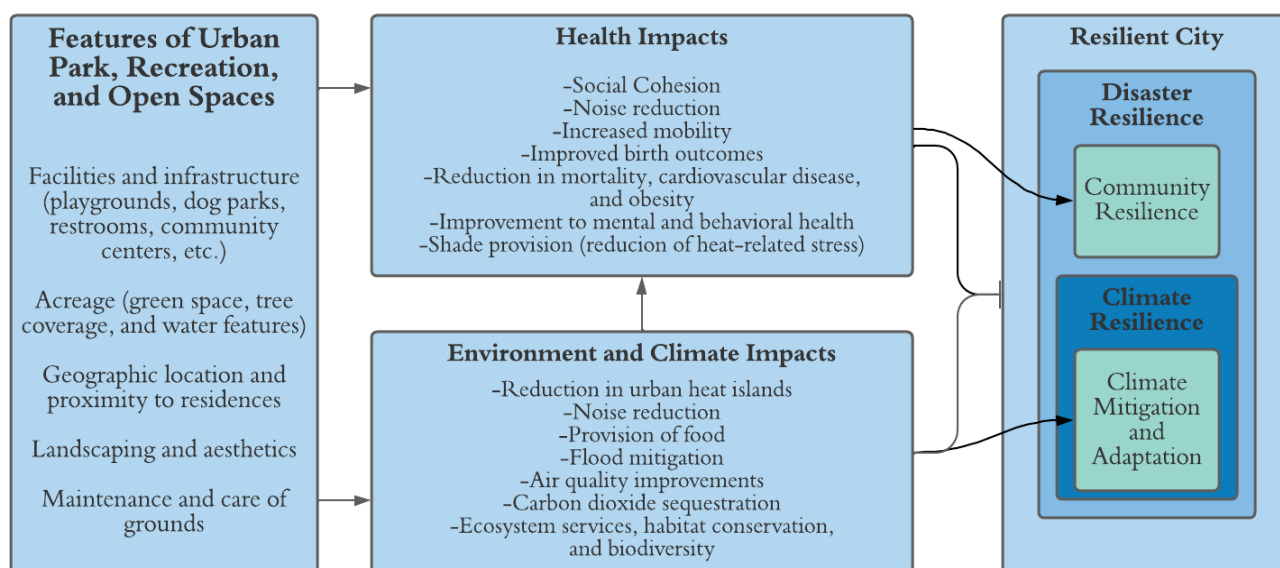 Features of Urban
Park, Recreation,
and Open Spaces
Facilities and infrastructure
(playgrounds, dog parks,
restrooms, community
centers, etc.)
Acreage (green space, tree
coverage, and water features)
Geographic location and
proximity to residences
Landscaping and aesthetics
Maintenance and care of
grounds
Health Impacts
-Social Cohesion
-Noise reduction
-Increased mobility
-Improved birth outcomes
-Reduction in mortality, cardiovascular disease,
and obesity
-Improvement to mental and behavioral health
-Shade provision (reducion of heat-related stress)
Environment and Climate Impacts
-Reduction in urban heat islands
-Noise reduction
-Provision of food
-Flood mitigation
-Air quality improvements
-Carbon dioxide sequestration
-Ecosystem services, habitat conservation,
and biodiversity
Resilient City
Disaster
Resilience
Community
Resilience
Climate
Resilience
Climate
Mitigation
and
Adaptation